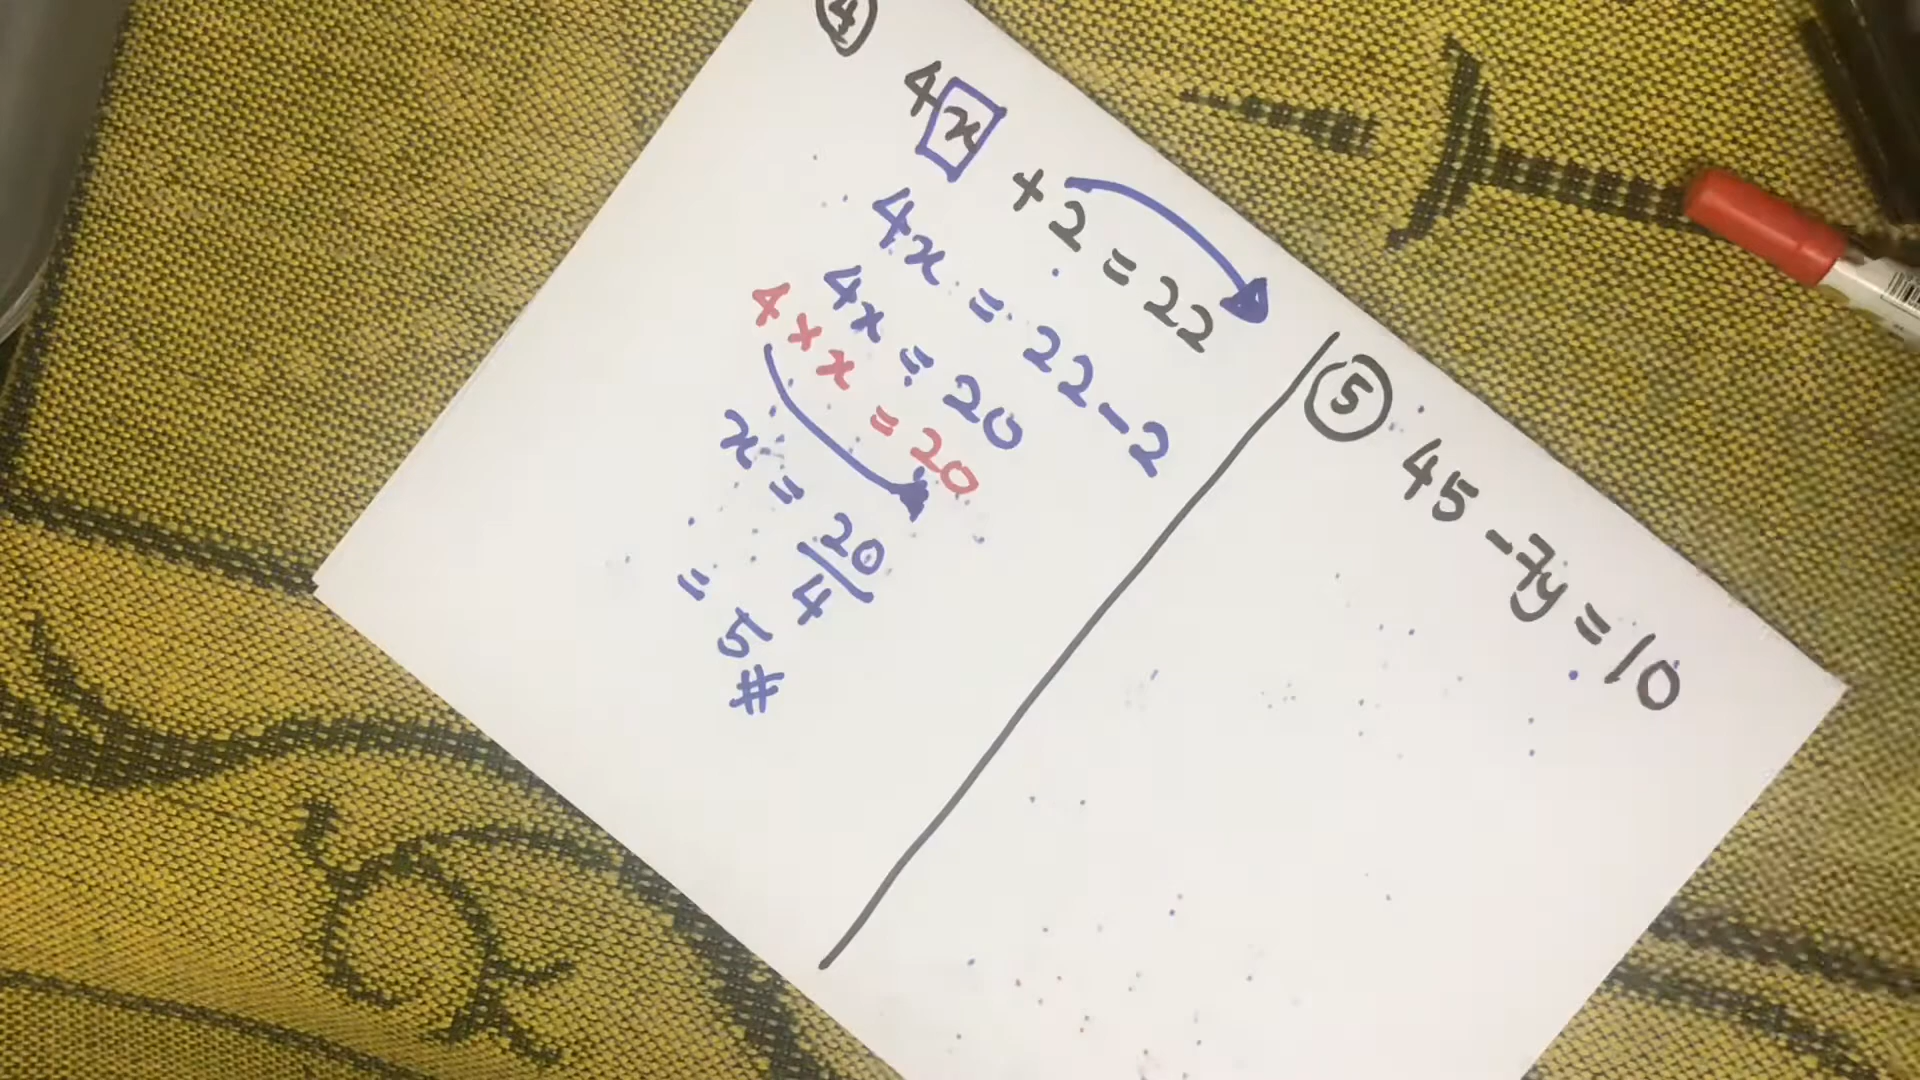 ④
4x + 2 = 22
4x = 22 - 2
4x = 20
4 × x = 20
x = 20/4
= 5 #
⑤
45 - 7y = 10